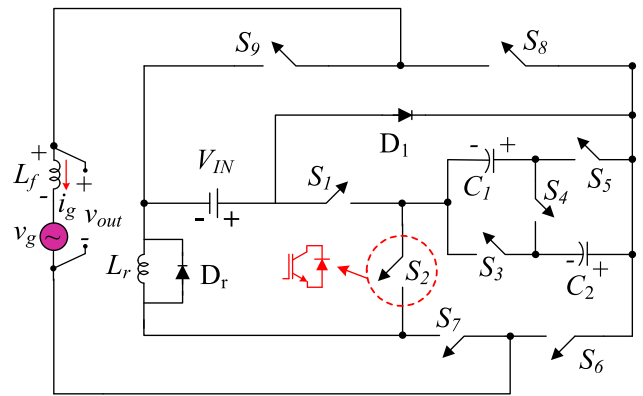 S9
S8
D1
+
Lf
-
ig
+
vout
-
vg
~
VIN
-
+
S1
-
+
C1
S5
S4
S3
-
+
C2
Lr
Dr
S2
S7
S6